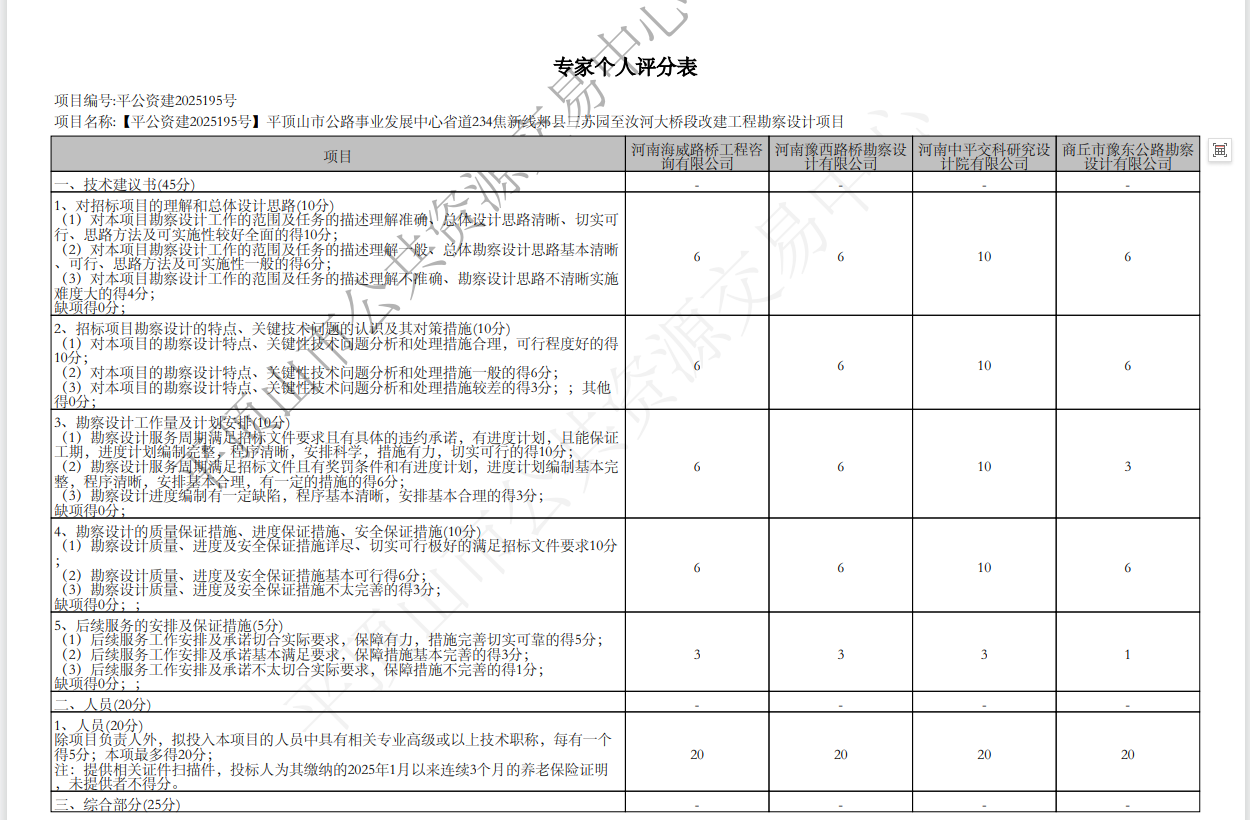 专家个人评分表
项目编号:平公资建2025195号
项目名称:【平公资建2025195号】平顶山市公路事业发展中心省道234焦新线郏县三苏园至汝河大桥段改建工程勘察设计项目
项目
河南海威路桥工程咨
询有限公司
河南豫西路桥勘察设
计有限公司
河南中平交科研究设
计院有限公司
商丘市豫东公路勘察
设计有限公司
一、技术建议书(45分)
-
-
-
-
1、对招标项目的理解和总体设计思路(10分)
（1）对本项目勘察设计工作的范围及任务的描述理解准确、总体设计思路清晰、切实可
行、思路方法及可实施性较好全面的得10分；
（2）对本项目勘察设计工作的范围及任务的描述理解一般、总体勘察设计思路基本清晰
、可行、思路方法及可实施性一般的得6分；
（3）对本项目勘察设计工作的范围及任务的描述理解不准确、勘察设计思路不清晰实施
难度大的得4分；
缺项得0分；
6
6
10
6
2、招标项目勘察设计的特点、关键技术问题的认识及其对策措施(10分)
（1）对本项目的勘察设计特点、关键性技术问题分析和处理措施合理，可行程度好的得
10分；
（2）对本项目的勘察设计特点、关键性技术问题分析和处理措施一般的得6分；
（3）对本项目的勘察设计特点、关键性技术问题分析和处理措施较差的得3分；；其他
得0分；
6
6
10
6
3、勘察设计工作量及计划安排(10分)
（1）勘察设计服务周期满足招标文件要求且有具体的违约承诺，有进度计划，且能保证
工期，进度计划编制完整，程序清晰，安排科学，措施有力，切实可行的得10分；
（2）勘察设计服务周期满足招标文件且有奖罚条件和有进度计划，进度计划编制基本完
整，程序清晰，安排基本合理，有一定的措施的得6分；
（3）勘察设计进度编制有一定缺陷，程序基本清晰，安排基本合理的得3分；
缺项得0分；
6
6
10
3
4、勘察设计的质量保证措施、进度保证措施、安全保证措施(10分)
（1）勘察设计质量、进度及安全保证措施详尽、切实可行极好的满足招标文件要求10分
；
（2）勘察设计质量、进度及安全保证措施基本可行得6分；
（3）勘察设计质量、进度及安全保证措施不太完善的得3分；
缺项得0分；；
6
6
10
6
5、后续服务的安排及保证措施(5分)
（1）后续服务工作安排及承诺切合实际要求，保障有力，措施完善切实可靠的得5分；
（2）后续服务工作安排及承诺基本满足要求，保障措施基本完善的得3分；
（3）后续服务工作安排及承诺不太切合实际要求，保障措施不完善的得1分；
缺项得0分；；
3
3
3
1
二、人员(20分)
-
-
-
-
1、人员(20分)
除项目负责人外，拟投入本项目的人员中具有相关专业高级或以上技术职称，每有一个
得5分；本项最多得20分；
注：提供相关证件扫描件，投标人为其缴纳的2025年1月以来连续3个月的养老保险证明
，未提供者不得分。
20
20
20
20
三、综合部分(25分)
-
-
-
-
平顶山市公共资源交易中心
平顶山市公共资源交易中心